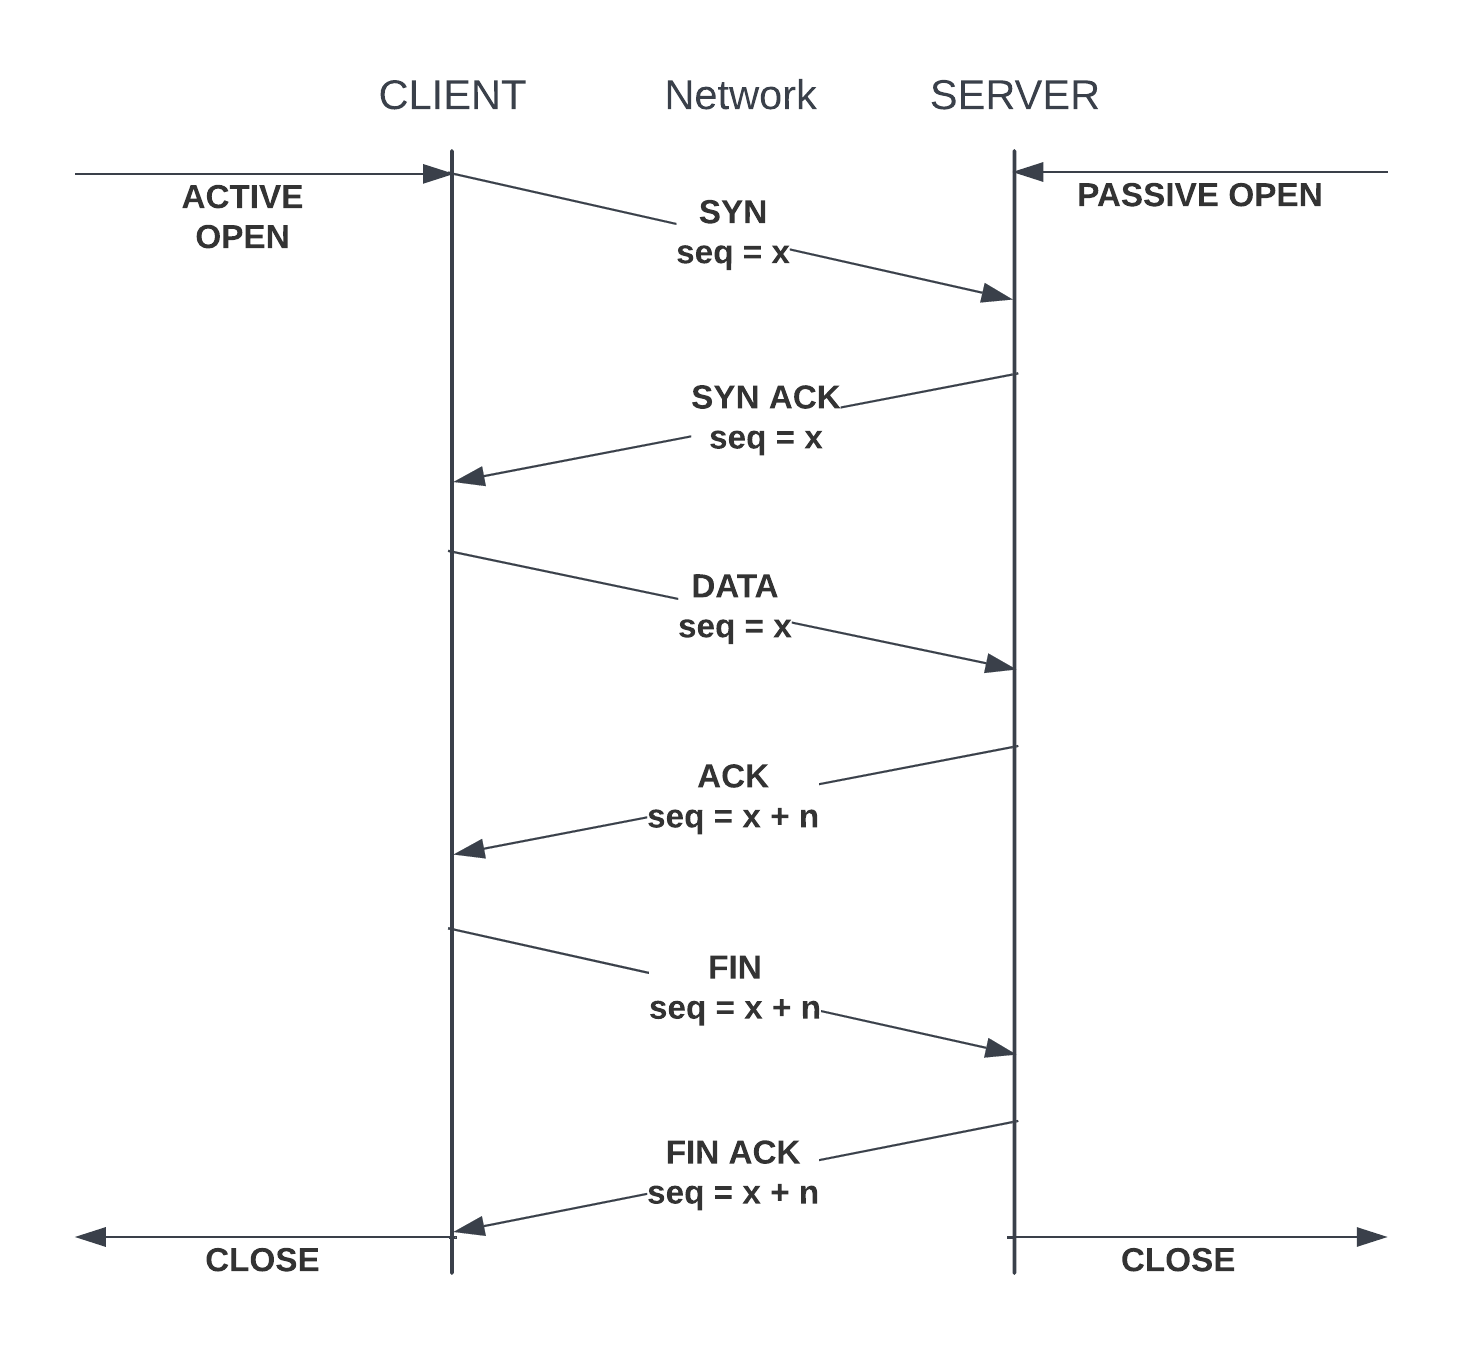 CLIENT
Network
SERVER
ACTIVE
OPEN
PASSIVE OPEN
SYN
seq = x
SYN ACK
seq = x
DATA
seq = x
ACK
seq = x + n
FIN
seq = x + n
FIN ACK
seq = x + n
CLOSE
CLOSE